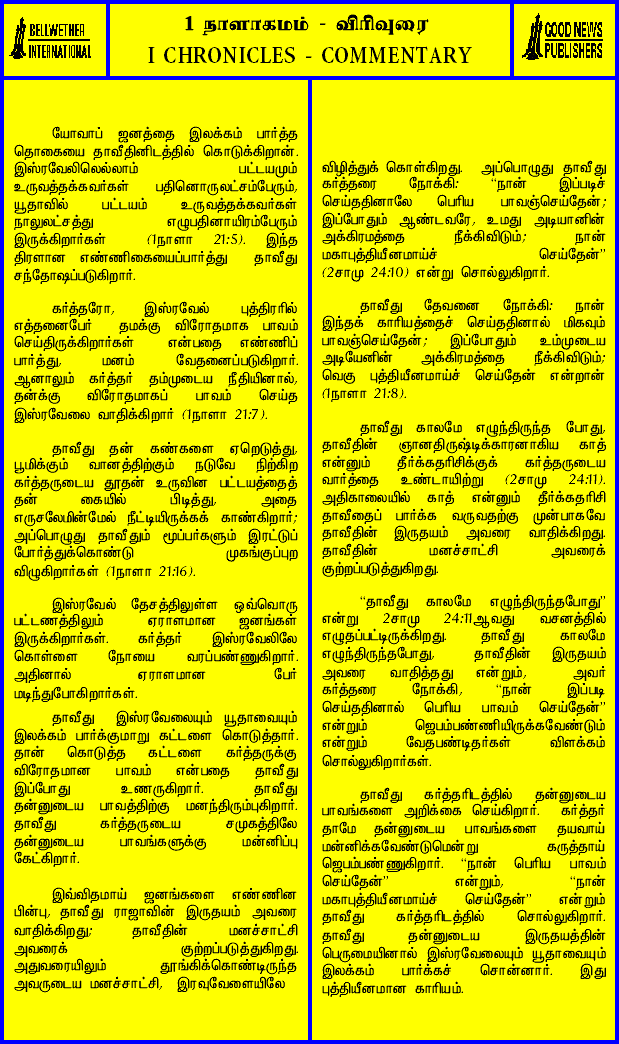 BELLWETHER
INTERNATIONAL
1 நாளாகமம் - விரிவுரை
I CHRONICLES - COMMENTARY
GOOD NEWS
PUBLISHERS
யோவாப் ஜனத்தை இலக்கம் பார்த்த
தொகையை தாவீதினிடத்தில் கொடுக்கிறான்.
இஸ்ரவேலிலெல்லாம் பட்டயமும்
உருவத்தக்கவர்கள் பதினொருலட்சம்பேரும்,
யூதாவில் பட்டயம் உருவத்தக்கவர்கள்
நாலுலட்சத்து எழுபதினாயிரம்பேரும்
இருக்கிறார்கள் (1நாளா 21:5). இந்த
திரளான எண்ணிகையைப்பார்த்து தாவீது
சந்தோஷப்படுகிறார்.
கர்த்தரோ, இஸ்ரவேல் புத்திரரில்
எத்தனைபேர் தமக்கு விரோதமாக பாவம்
செய்திருக்கிறார்கள் என்பதை எண்ணிப்
பார்த்து, மனம் வேதனைப்படுகிறார்.
ஆனாலும் கர்த்தர் தம்முடைய நீதியினால்,
தனக்கு விரோதமாகப் பாவம் செய்த
இஸ்ரவேலை வாதிக்கிறார் (1நாளா 21:7).
தாவீது தன் கண்களை ஏறெடுத்து,
பூமிக்கும் வானத்திற்கும் நடுவே நிற்கிற
கர்த்தருடைய தூதன் உருவின பட்டயத்தைத்
தன் கையில் பிடித்து, அதை
எருசலேமின்மேல் நீட்டியிருக்கக் காண்கிறார்;
அப்பொழுது தாவீதும் மூப்பர்களும் இரட்டுப்
போர்த்துக்கொண்டு முகங்குப்புற
விழுகிறார்கள் (1நாளா 21:16).
இஸ்ரவேல் தேசத்திலுள்ள ஒவ்வொரு
பட்டணத்திலும் ஏராளமான ஜனங்கள்
இருக்கிறார்கள். கர்த்தர் இஸ்ரவேலிலே
கொள்ளை நோயை வரப்பண்ணுகிறார்.
அதினால் ஏராளமான பேர்
மடிந்துபோகிறார்கள்.
தாவீது இஸ்ரவேலையும் யூதாவையும்
இலக்கம் பார்க்குமாறு கட்டளை கொடுத்தார்.
தான் கொடுத்த கட்டளை கர்த்தருக்கு
விரோதமான பாவம் என்பதை தாவீது
இப்போது உணருகிறார். தாவீது
தன்னுடைய பாவத்திற்கு மனந்திரும்புகிறார்.
தாவீது கர்த்தருடைய சமுகத்திலே
தன்னுடைய பாவங்களுக்கு மன்னிப்பு
கேட்கிறார்.
இவ்விதமாய் ஜனங்களை எண்ணின
பின்பு, தாவீது ராஜாவின் இருதயம் அவரை
வாதிக்கிறது; தாவீதின் மனச்சாட்சி
அவரைக் குற்றப்படுத்துகிறது.
அதுவரையிலும் தூங்கிக்கொண்டிருந்த
அவருடைய மனச்சாட்சி, இரவுவேளையிலே
விழித்துக் கொள்கிறது. அப்பொழுது தாவீது
கர்த்தரை நோக்கி: “நான் இப்படிச்
செய்ததினாலே பெரிய பாவஞ்செய்தேன்;
இப்போதும் ஆண்டவரே, உமது அடியானின்
அக்கிரமத்தை நீக்கிவிடும்; நான்
மகாபுத்தியீனமாய்ச் செய்தேன்”
(2சாமு 24:10) என்று சொல்லுகிறார்.
தாவீது தேவனை நோக்கி: நான்
இந்தக் காரியத்தைச் செய்ததினால் மிகவும்
பாவஞ்செய்தேன்; இப்போதும் உம்முடைய
அடியேனின் அக்கிரமத்தை நீக்கிவிடும்;
வெகு புத்தியீனமாய்ச் செய்தேன் என்றான்
(1நாளா 21:8).
தாவீது காலமே எழுந்திருந்த போது,
தாவீதின் ஞானதிருஷ்டிக்காரனாகிய காத்
என்னும் தீர்க்கதரிசிக்குக் கர்த்தருடைய
வார்த்தை உண்டாயிற்று (2சாமு 24:11).
அதிகாலையில் காத் என்னும் தீர்க்கதரிசி
தாவீதைப் பார்க்க வருவதற்கு முன்பாகவே
தாவீதின் இருதயம் அவரை வாதிக்கிறது.
தாவீதின் மனச்சாட்சி அவரைக்
குற்றப்படுத்துகிறது.
“தாவீது காலமே எழுந்திருந்தபோது”
என்று 2சாமு 24:11ஆவது வசனத்தில்
எழுதப்பட்டிருக்கிறது. தாவீது காலமே
எழுந்திருந்தபோது, தாவீதின் இருதயம்
அவரை வாதித்தது என்றும், அவர்
கர்த்தரை நோக்கி, “நான் இப்படி
செய்ததினால் பெரிய பாவம் செய்தேன்”
என்றும் ஜெபம்பண்ணியிருக்கவேண்டும்
என்றும் வேதபண்டிதர்கள் விளக்கம்
சொல்லுகிறார்கள்.
தாவீது கர்த்தரிடத்தில் தன்னுடைய
பாவங்களை அறிக்கை செய்கிறார். கர்த்தர்
தாமே தன்னுடைய பாவங்களை தயவாய்
மன்னிக்கவேண்டுமென்று கருத்தாய்
ஜெபம்பண்ணுகிறார். “நான் பெரிய பாவம்
செய்தேன்” என்றும், “நான்
மகாபுத்தியீனமாய்ச் செய்தேன்” என்றும்
தாவீது கர்த்தரிடத்தில் சொல்லுகிறார்.
தாவீது தன்னுடைய இருதயத்தின்
பெருமையினால் இஸ்ரவேலையும் யூதாவையும்
இலக்கம் பார்க்கச் சொன்னார். இது
புத்தியீனமான காரியம்.